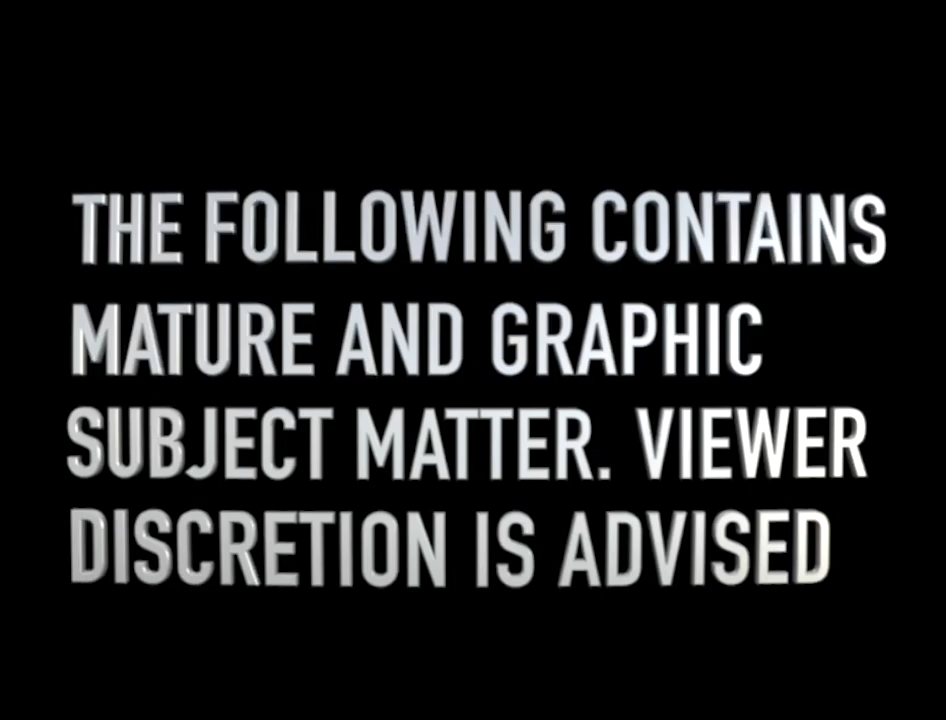 THE FOLLOWING CONTAINS
MATURE AND GRAPHIC
SUBJECT MATTER. VIEWER
DISCRETION IS ADVISED